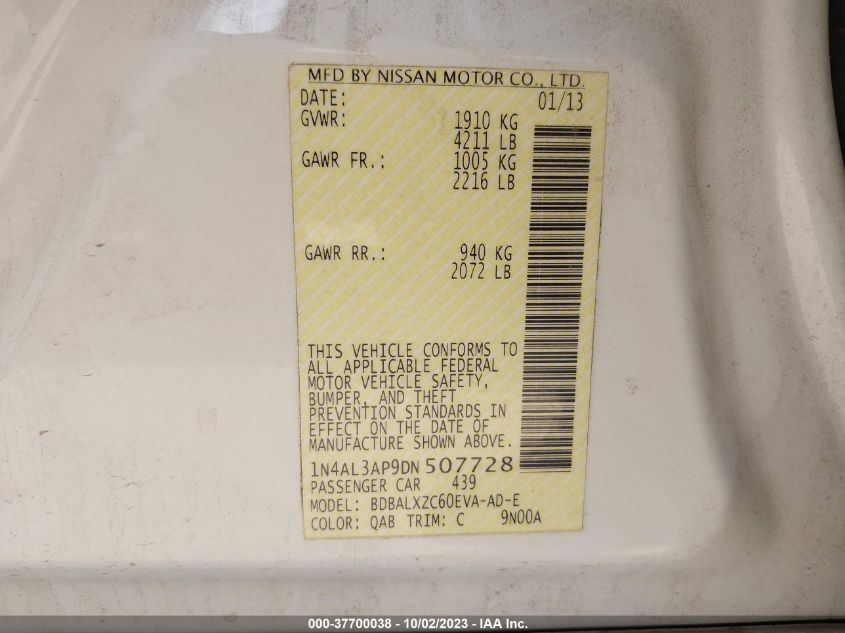 MFD BY NISSAN MOTOR CO., LTD.
DATE: 01/13
GVWR: 1910 KG
4211 LB
GAWR FR.: 1005 KG
2216 LB
GAWR RR.: 940 KG
2072 LB
THIS VEHICLE CONFORMS TO
ALL APPLICABLE FEDERAL
MOTOR VEHICLE SAFETY,
BUMPER, AND THEFT
PREVENTION STANDARDS IN
EFFECT ON THE DATE OF
MANUFACTURE SHOWN ABOVE.
1N4AL3AP9DN507728
PASSENGER CAR 439
MODEL: BDBALXZC60EVA-AD-E
COLOR: QAB TRIM: C 9N00A
000-37700038 - 10/02/2023 - IAA Inc.